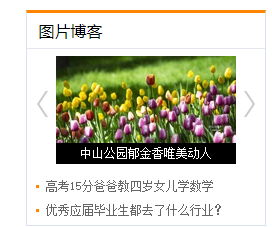 图片博客
中山公园郁金香唯美动人
高考15分爸爸教四岁女儿学数学
优秀应届毕业生都去了什么行业？